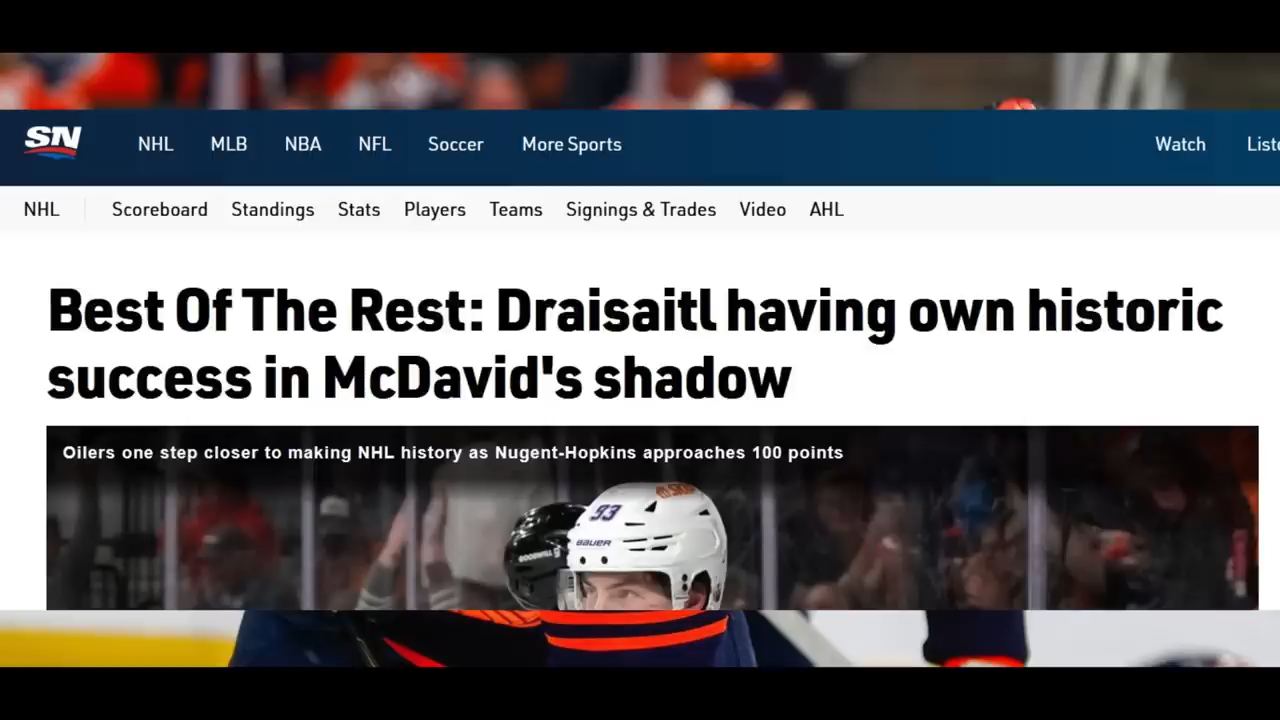 SN
NHL MLB NBA NFL Soccer More Sports Watch
NHL Scoreboard Standings Stats Players Teams Signings & Trades Video AHL
Best Of The Rest: Draisaitl having own historic
success in McDavid's shadow
Oilers one step closer to making NHL history as Nugent-Hopkins approaches 100 points
93
BAUER